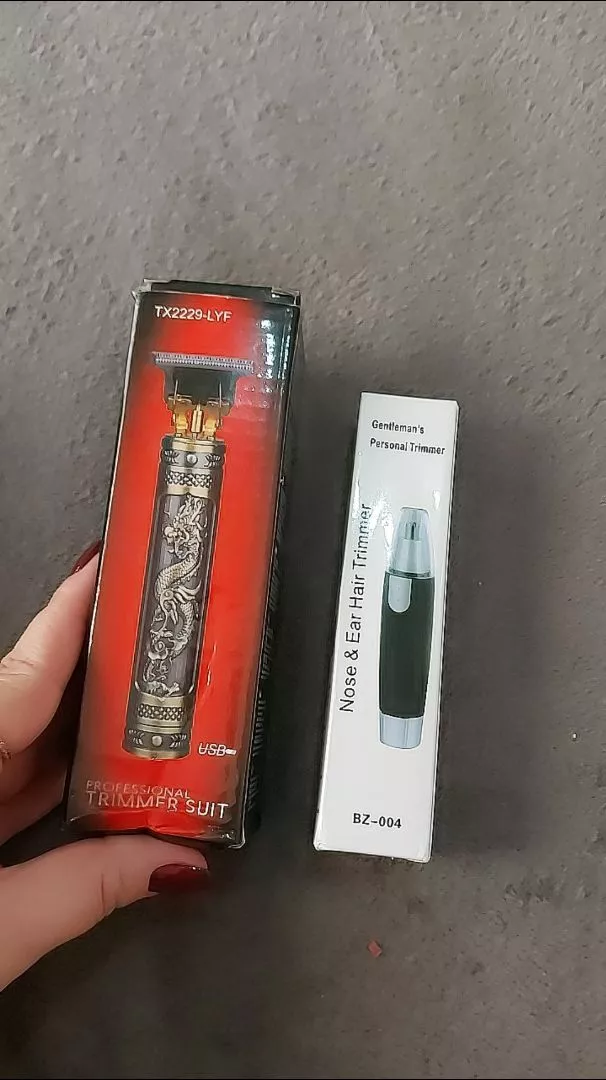 TX2229-LYF
USB
PROFESSIONAL
TRIMMER SUIT
Gentleman's
Personal Trimmer
Nose & Ear Hair Trimmer
BZ-004